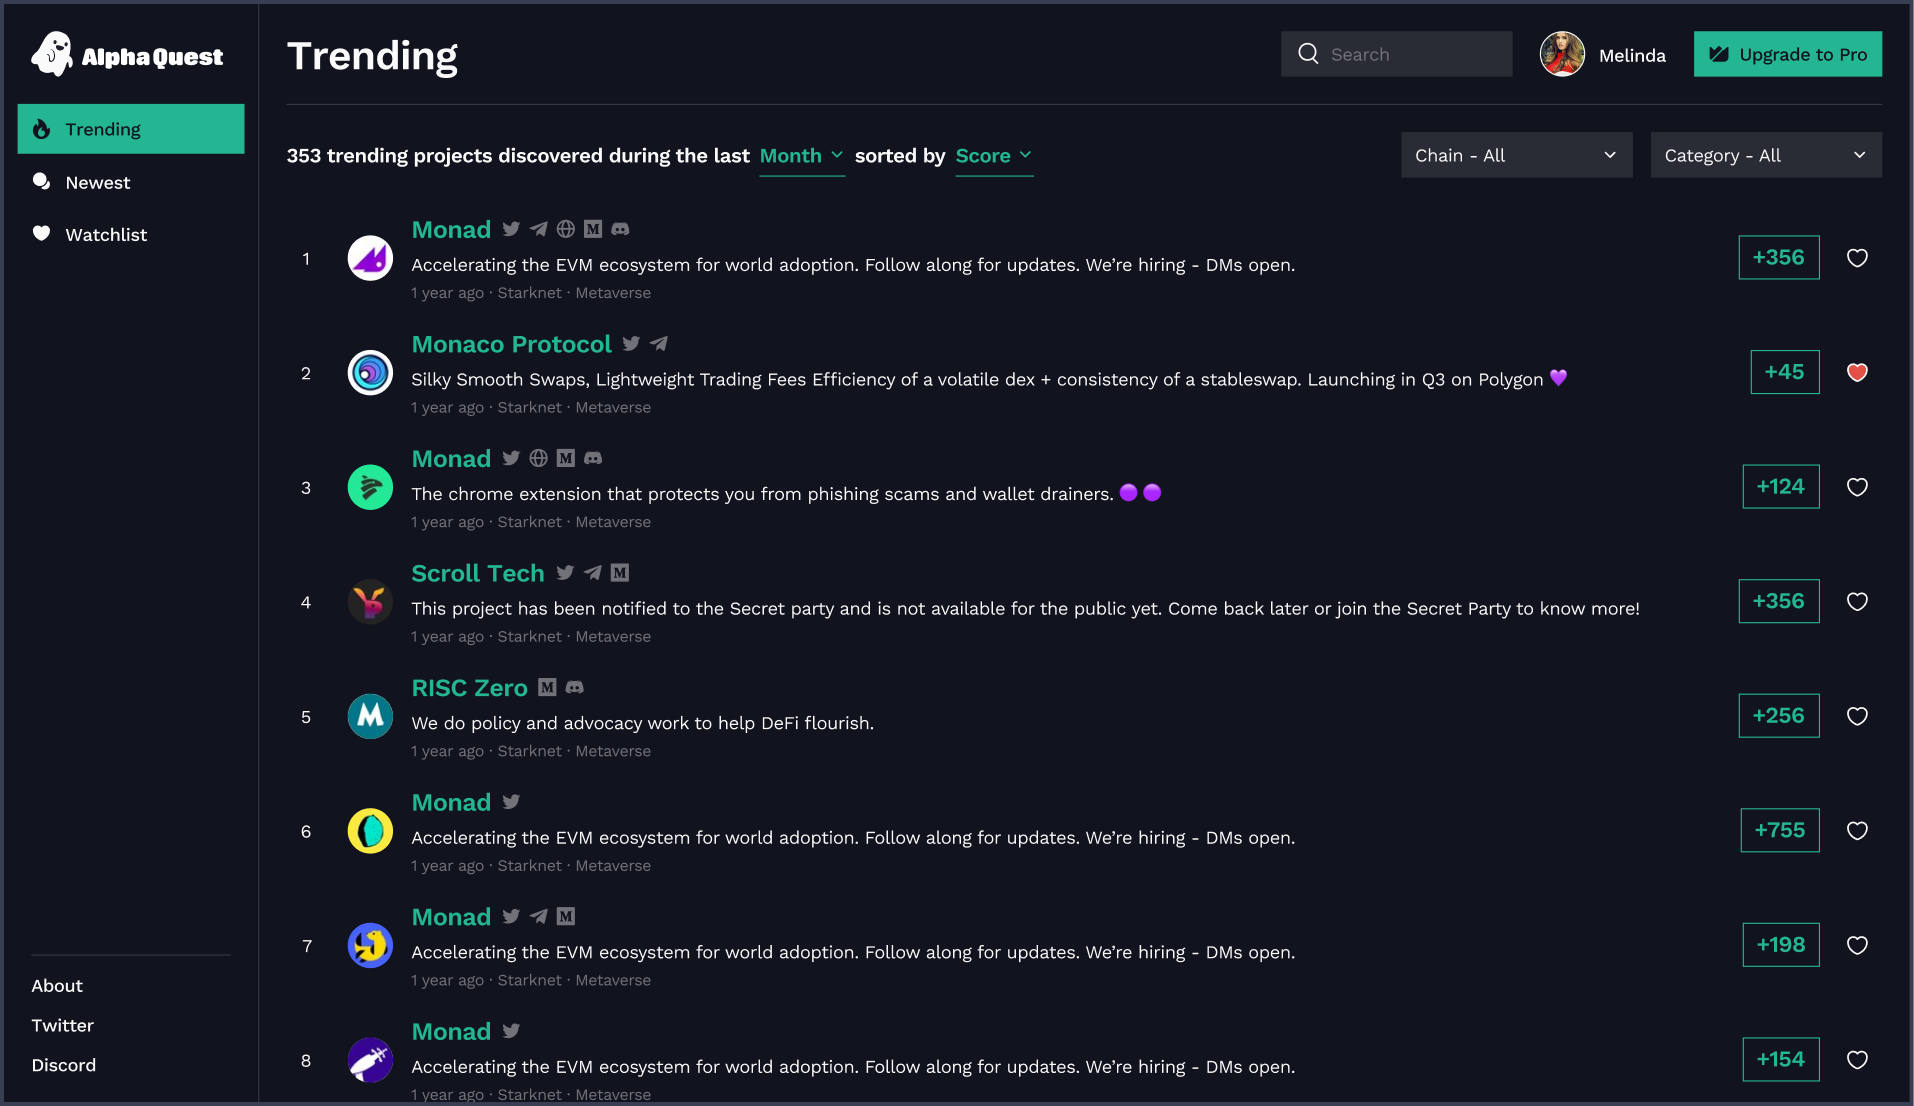 Alpha Quest
Trending
Search
Melinda
Upgrade to Pro
Trending
Newest
Watchlist
353 trending projects discovered during the last Month sorted by Score
Chain - All
Category - All
1
Monad
Accelerating the EVM ecosystem for world adoption. Follow along for updates. We’re hiring - DMs open.
1 year ago · Starknet · Metaverse
+356
2
Monaco Protocol
Silky Smooth Swaps, Lightweight Trading Fees Efficiency of a volatile dex + consistency of a stableswap. Launching in Q3 on Polygon 💜
1 year ago · Starknet · Metaverse
+45
3
Monad
The chrome extension that protects you from phishing scams and wallet drainers. 🟣🟣
1 year ago · Starknet · Metaverse
+124
4
Scroll Tech
This project has been notified to the Secret party and is not available for the public yet. Come back later or join the Secret Party to know more!
1 year ago · Starknet · Metaverse
+356
5
RISC Zero
We do policy and advocacy work to help DeFi flourish.
1 year ago · Starknet · Metaverse
+256
6
Monad
Accelerating the EVM ecosystem for world adoption. Follow along for updates. We’re hiring - DMs open.
1 year ago · Starknet · Metaverse
+755
7
Monad
Accelerating the EVM ecosystem for world adoption. Follow along for updates. We’re hiring - DMs open.
1 year ago · Starknet · Metaverse
+198
8
Monad
Accelerating the EVM ecosystem for world adoption. Follow along for updates. We’re hiring - DMs open.
1 year ago · Starknet · Metaverse
+154
About
Twitter
Discord